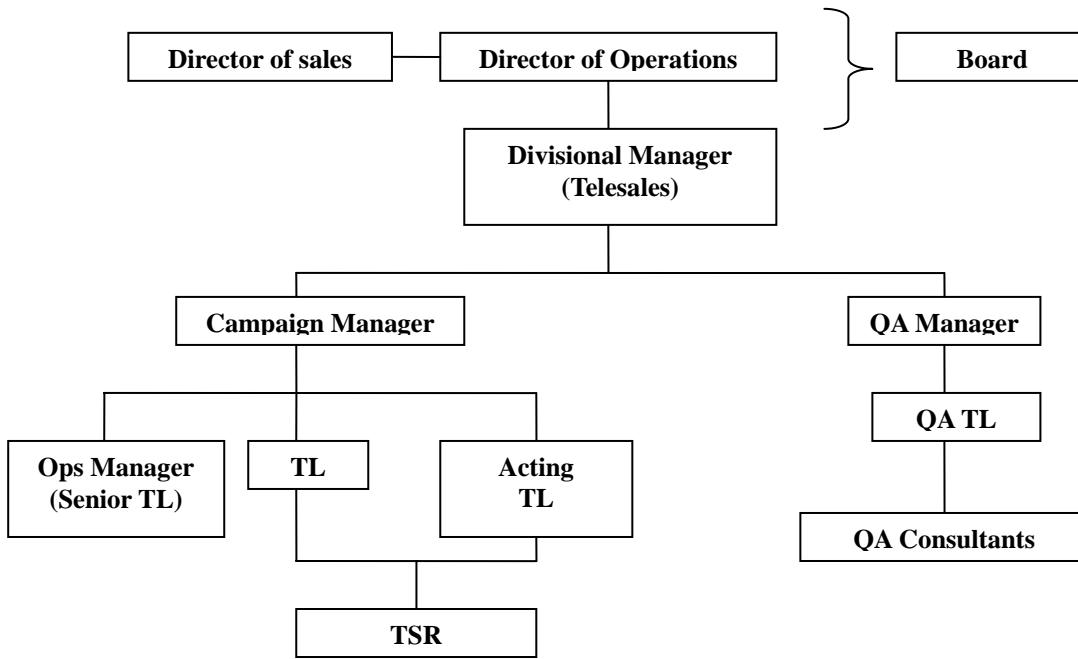 Director of sales
Director of Operations
Board
Divisional Manager
(Telesales)
Campaign Manager
QA Manager
QA TL
Ops Manager
(Senior TL)
TL
Acting
TL
QA Consultants
TSR